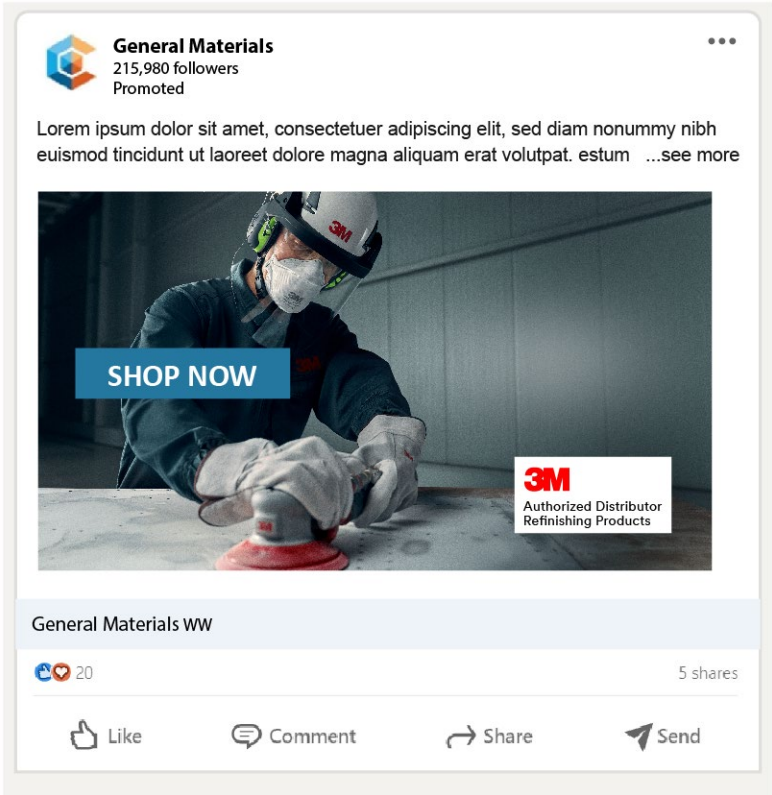 General Materials
215,980 followers
Promoted
Lorem ipsum dolor sit amet, consectetuer adipiscing elit, sed diam nonummy nibh
euismod tincidunt ut laoreet dolore magna aliquam erat volutpat. estum ...see more
3M
3M
3M
SHOP NOW
3M
3M
Authorized Distributor
Refinishing Products
General Materials WW
20
5 shares
Like
Comment
Share
Send